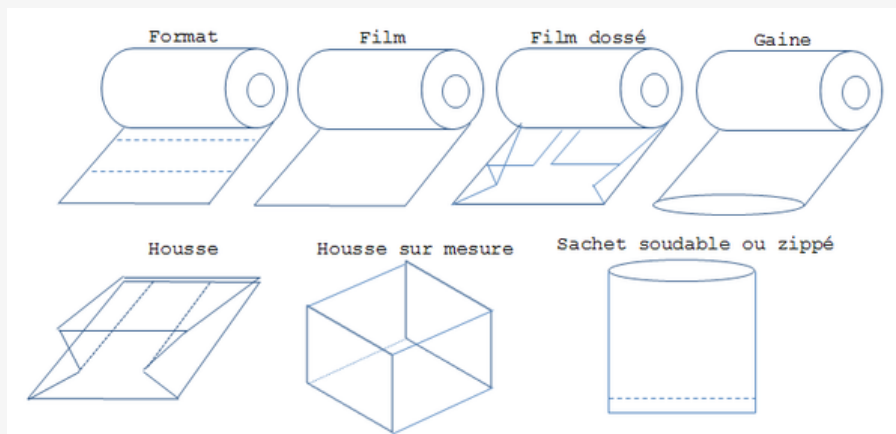 Format
Film
Film dossé
Gaine
Housse
Housse sur mesure
Sachet soudable ou zippé